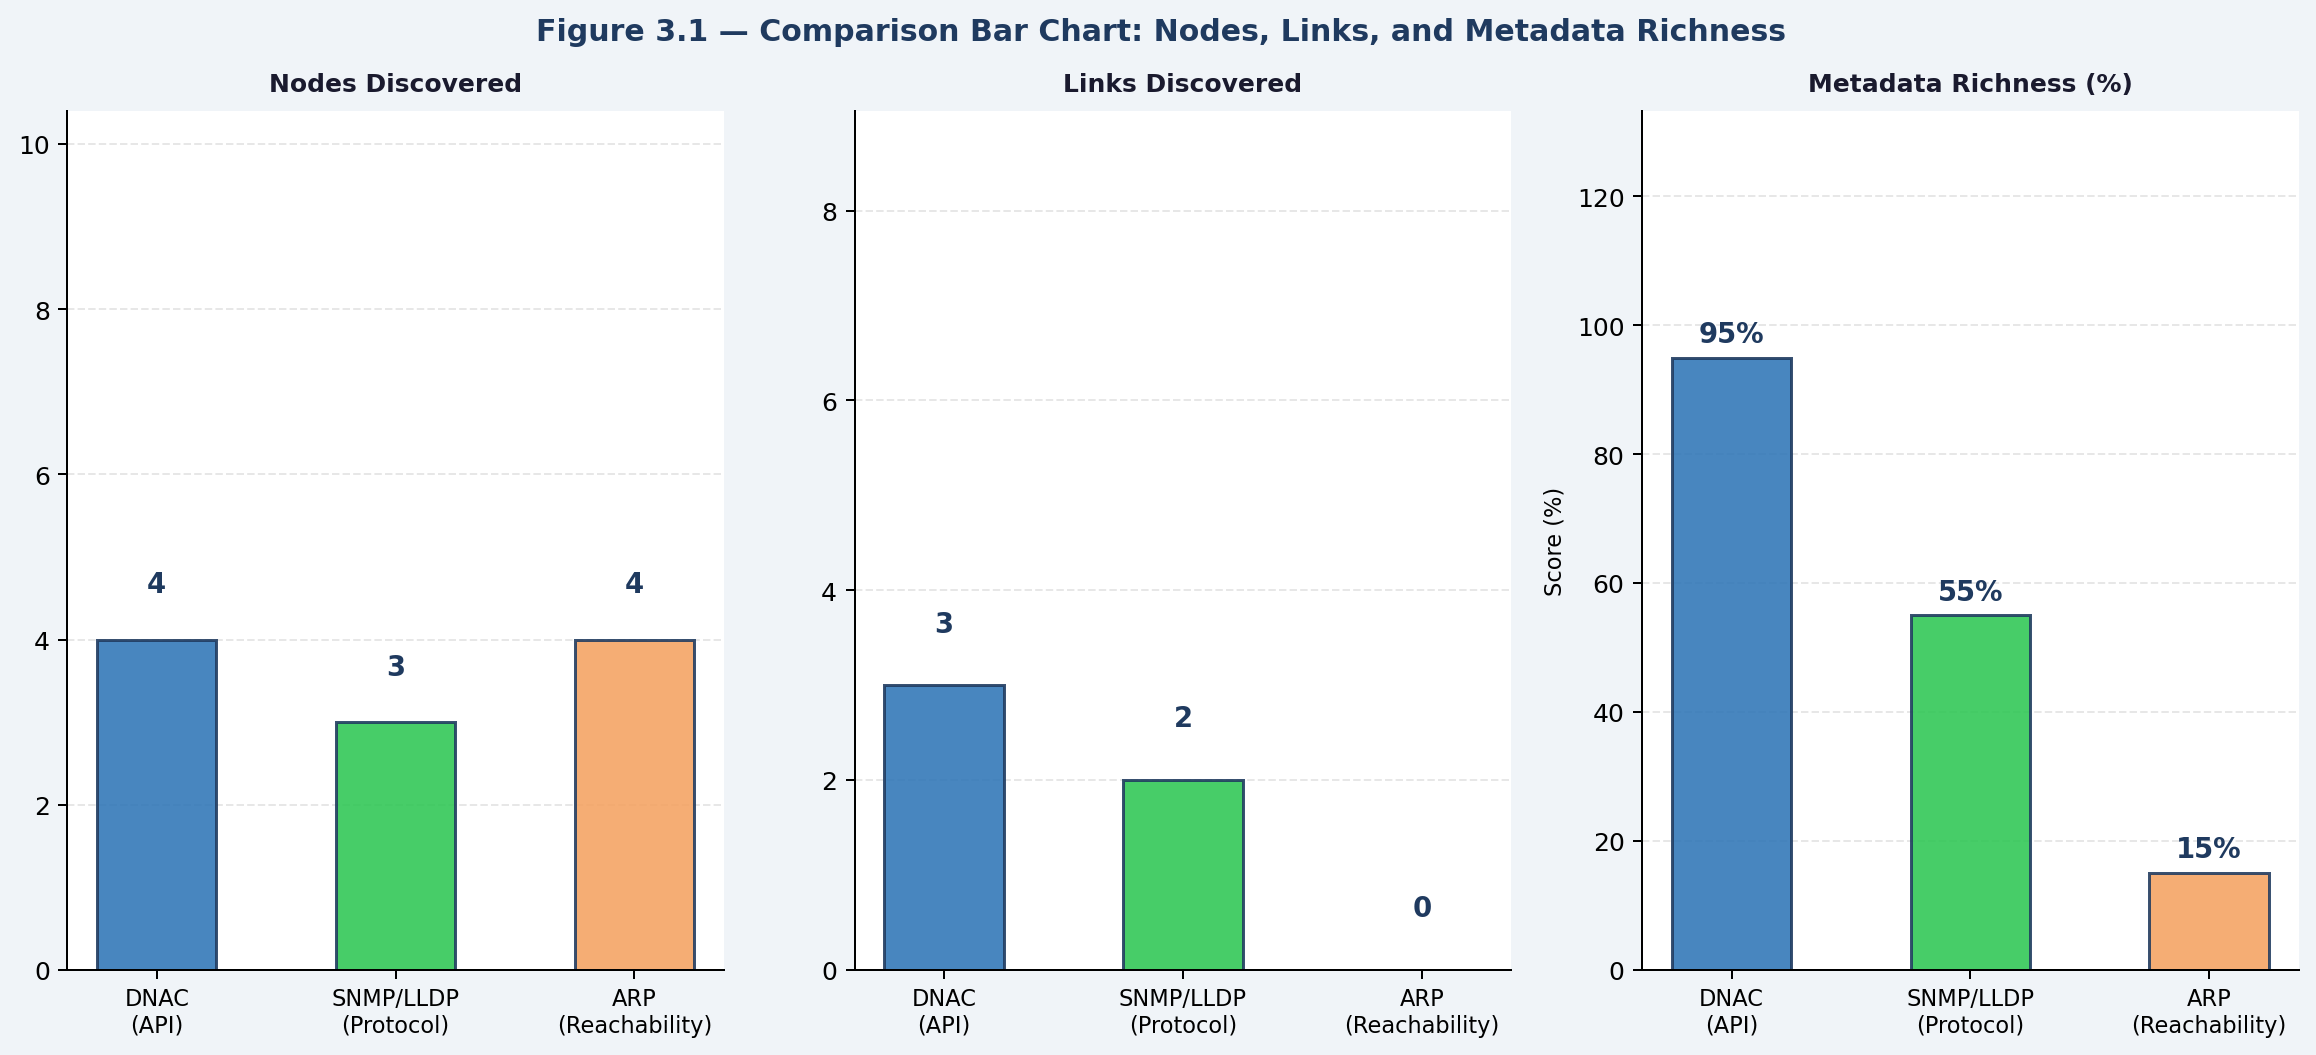 Figure 3.1 — Comparison Bar Chart: Nodes, Links, and Metadata Richness
Nodes Discovered
10
8
6
4
2
0
4
3
4
DNAC
(API)
SNMP/LLDP
(Protocol)
ARP
(Reachability)
Links Discovered
8
6
4
2
0
3
2
0
DNAC
(API)
SNMP/LLDP
(Protocol)
ARP
(Reachability)
Metadata Richness (%)
Score (%)
120
100
80
60
40
20
0
95%
55%
15%
DNAC
(API)
SNMP/LLDP
(Protocol)
ARP
(Reachability)